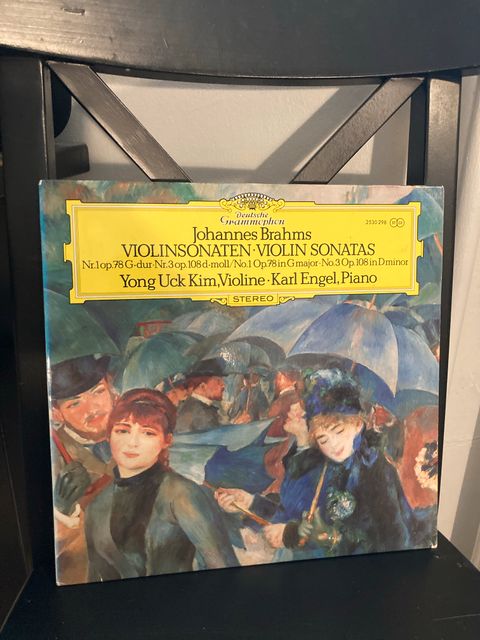 Deutsche
Grammophon
2530 298
Johannes Brahms
VIOLINSONATEN · VIOLIN SONATAS
Nr.1 op.78 G-dur · Nr.3 op.108 d-moll / No.1 Op.78 in G major · No.3 Op.108 in D minor
Yong Uck Kim, Violine · Karl Engel, Piano
STEREO